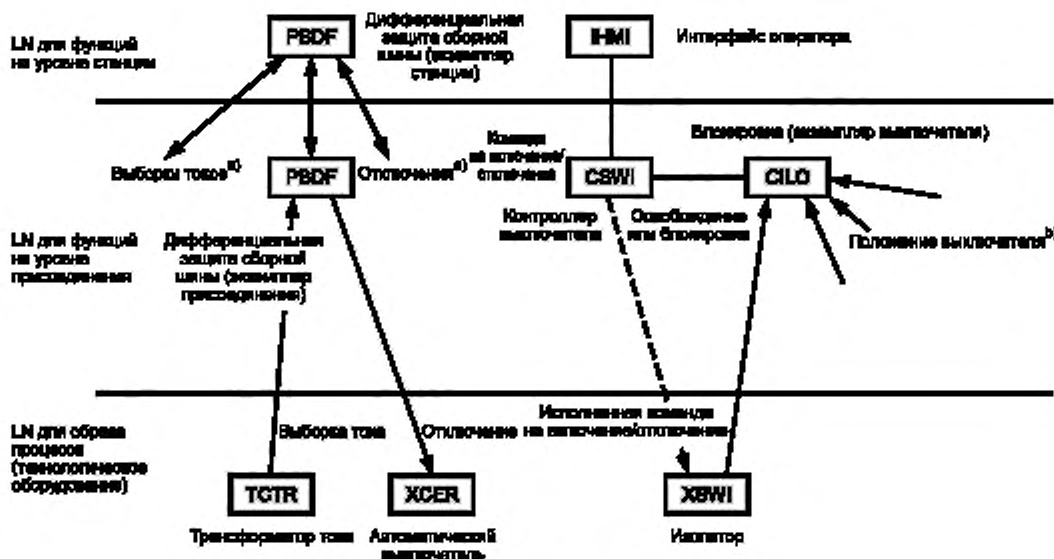 LN для функций
на уровне станции
PBDF
Дифференциальная
защита сборной
шины (экземпляр
станции)
IHMI
Интерфейс оператора
Выборки токов a)
PBDF
Отключения a)
Команда
на включение/
отключение
CSWI
Блокировка (экземпляр выключателя)
CILO
LN для функций
на уровне
присоединения
Дифференциальная
защита сборной
шины (экземпляр
присоединения)
Контроллер
выключателя
Освобождение
или блокировка
Положение выключателя b)
LN для образа
процесса
(технологическое
оборудование)
Выборка тока
Отключение
Исполненная команда
на включение/отключение
TCTR
XCER
XSWI
Трансформатор тока
Автоматический
выключатель
Изолятор